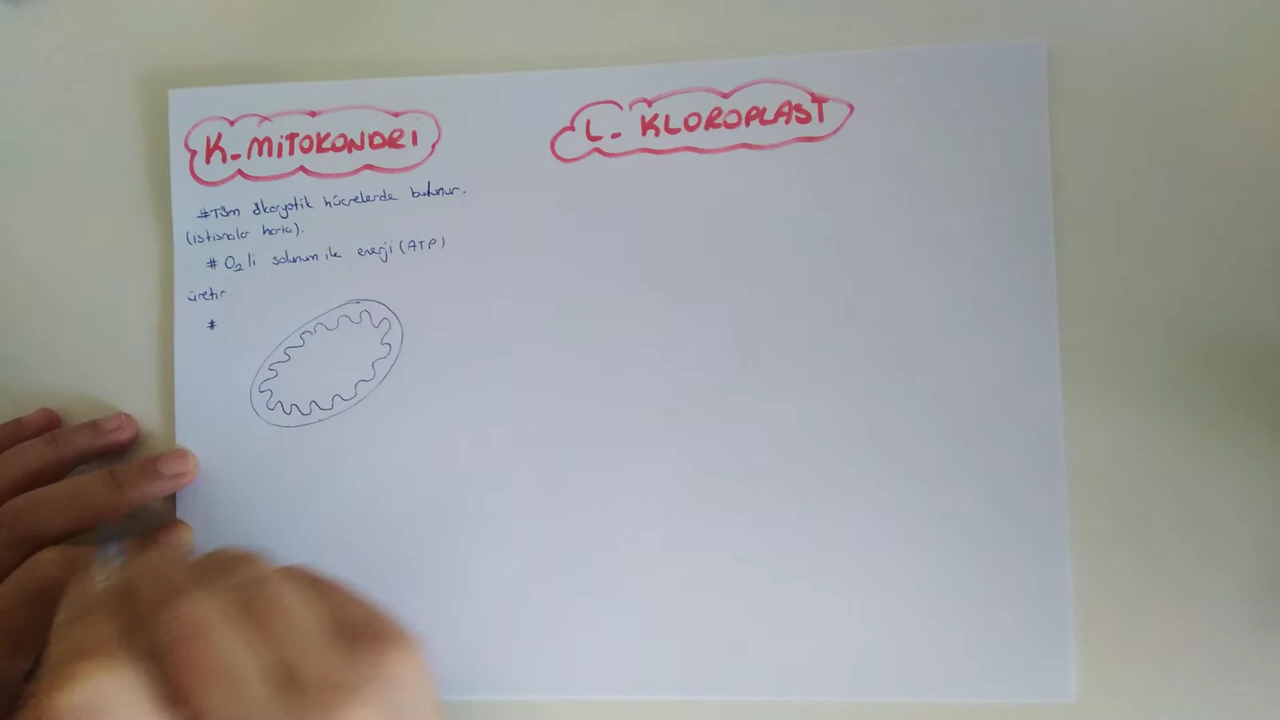 K-MİTOKONDRİ
#Tüm ökaryotik hücrelerde bulunur.
(istisnalar hariç).
# O₂ li solunum ile enerji (ATP)
üretir
#
L- KLOROPLAST